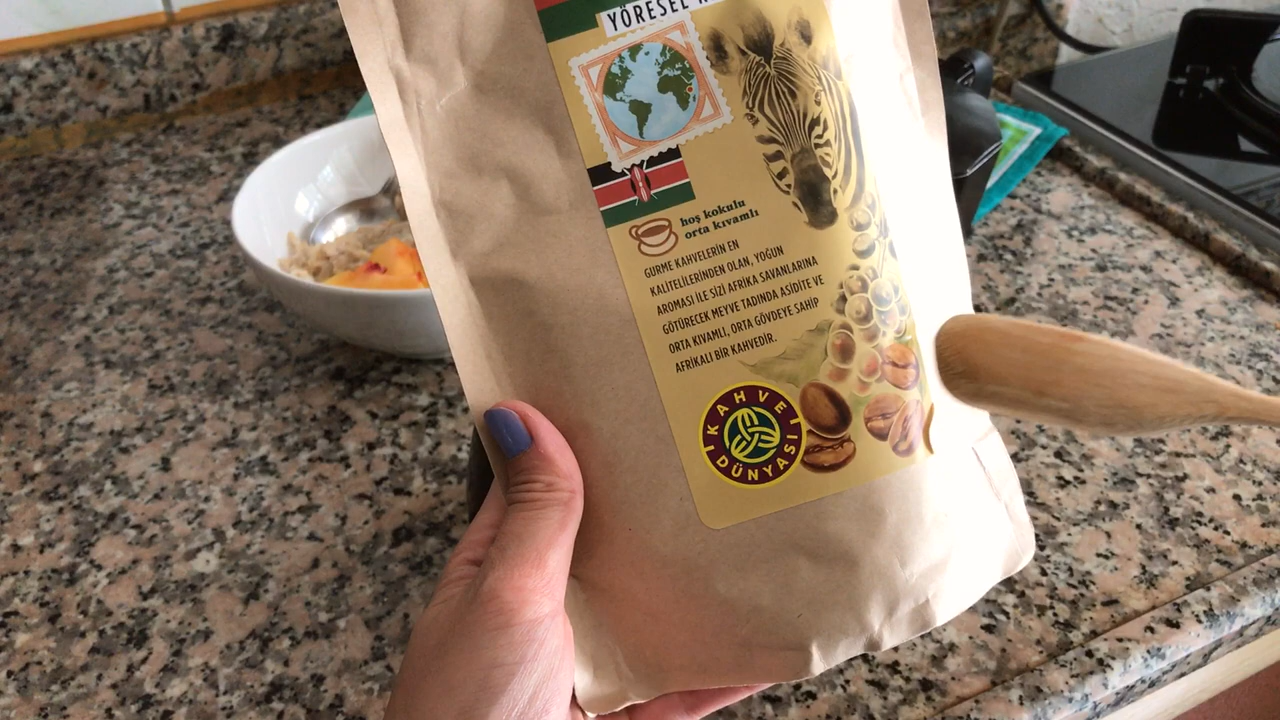 YÖRESEL
hoş kokulu
orta kıvamlı
GURME KAHVELERİN EN
KALİTELİLERİNDEN OLAN, YOĞUN
AROMASI İLE SİZİ AFRİKA SAVANLARINA
GÖTÜRECEK MEYVE TADINDA ASİDİTE VE
ORTA KIVAMLI, ORTA GÖVDEYE SAHİP
AFRİKALI BİR KAHVEDİR.
KAHVE
DÜNYASI